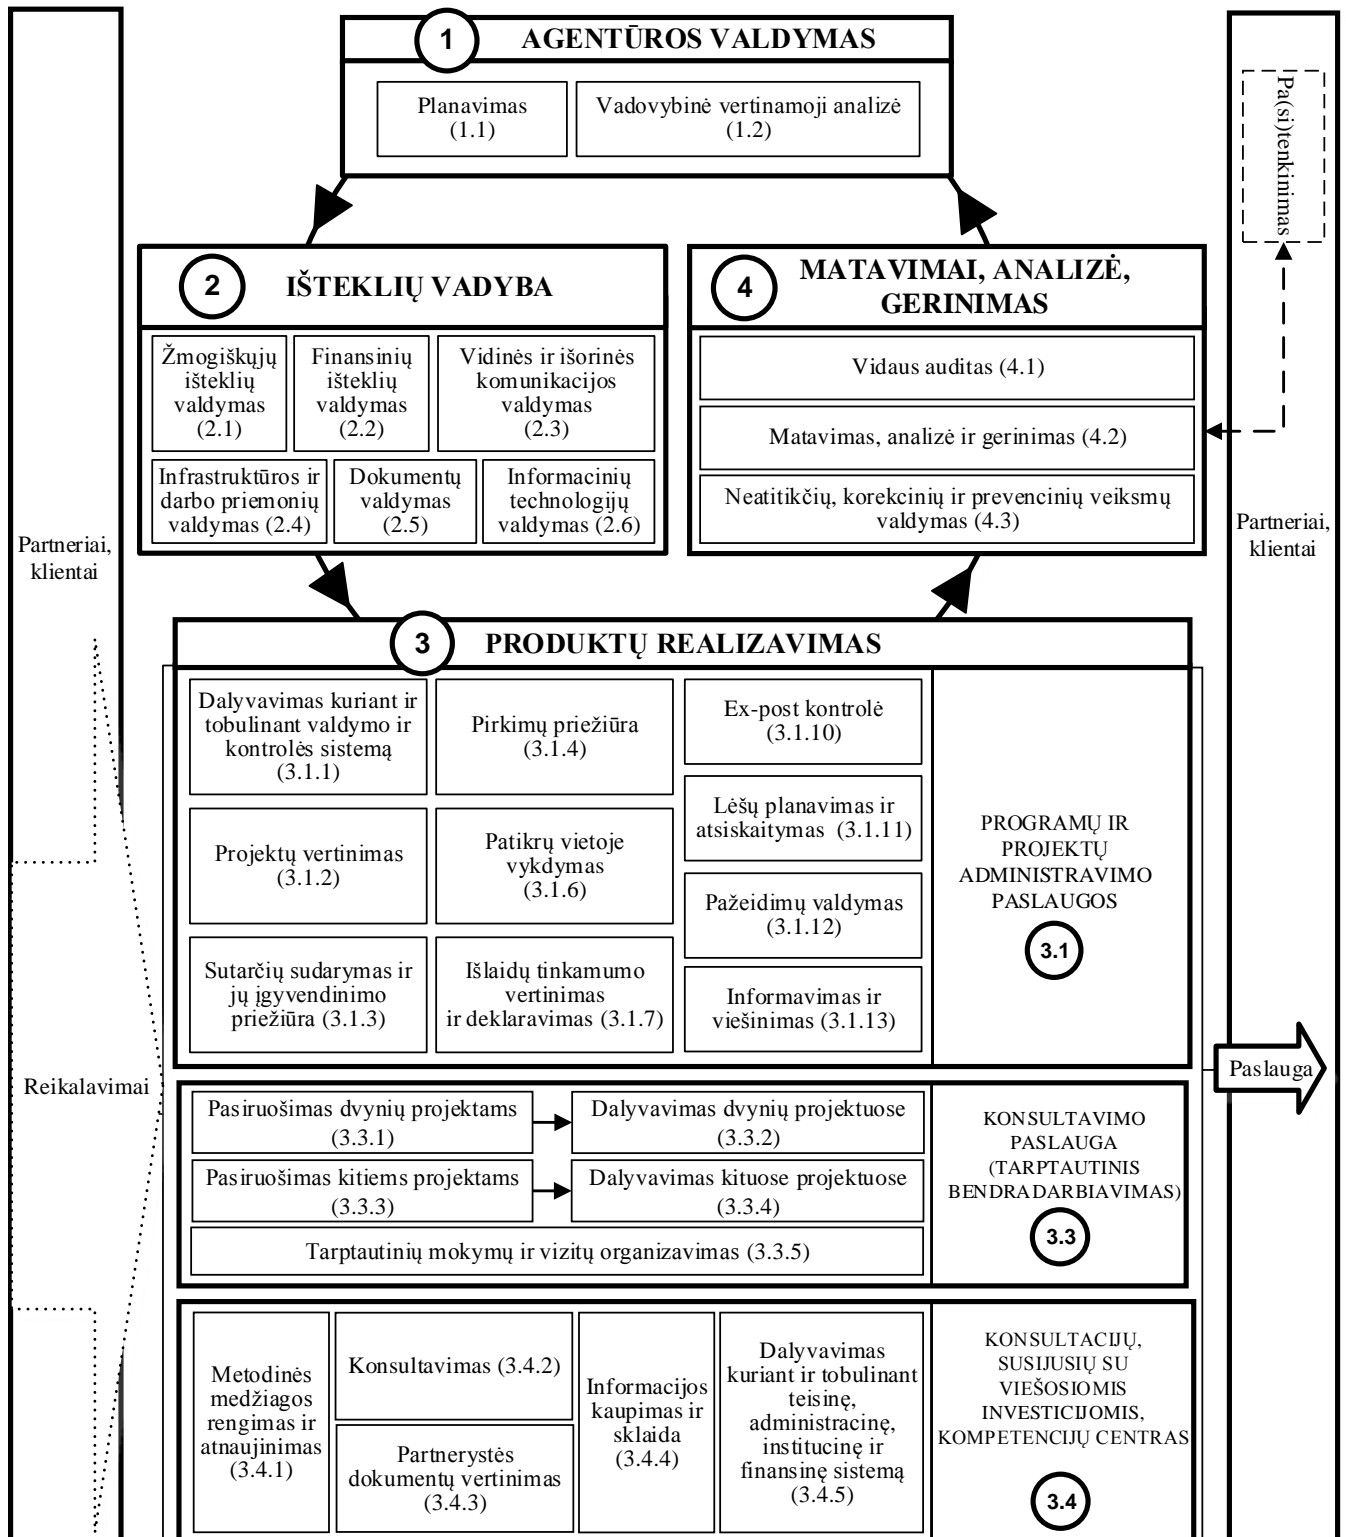 1
AGENTŪROS VALDYMAS
Planavimas
(1.1)
Vadovybinė vertinamoji analizė
(1.2)
Pa(si)tenkinimas
2
IŠTEKLIŲ VADYBA
Žmogiškųjų
išteklių
valdymas
(2.1)
Finansinių
išteklių
valdymas
(2.2)
Vidinės ir išorinės
komunikacijos
valdymas
(2.3)
Infrastruktūros ir
darbo priemonių
valdymas (2.4)
Dokumentų
valdymas
(2.5)
Informacinių
technologijų
valdymas (2.6)
4
MATAVIMAI, ANALIZĖ,
GERINIMAS
Vidaus auditas (4.1)
Matavimas, analizė ir gerinimas (4.2)
Neatitikčių, korekcinių ir prevencinių veiksmų
valdymas (4.3)
Partneriai,
klientai
Partneriai,
klientai
3
PRODUKTŲ REALIZAVIMAS
Dalyvavimas kuriant ir
tobulinant valdymo ir
kontrolės sistemą
(3.1.1)
Pirkimų priežiūra
(3.1.4)
Ex-post kontrolė
(3.1.10)
Projektų vertinimas
(3.1.2)
Patikrų vietoje
vykdymas
(3.1.6)
Lėšų planavimas ir
atsiskaitymas (3.1.11)
Pažeidimų valdymas
(3.1.12)
Sutarčių sudarymas ir
jų įgyvendinimo
priežiūra (3.1.3)
Išlaidų tinkamumo
vertinimas
ir deklaravimas (3.1.7)
Informavimas ir
viešinimas (3.1.13)
PROGRAMŲ IR
PROJEKTŲ
ADMINISTRAVIMO
PASLAUGOS
3.1
Reikalavimai
Paslauga
Pasiruošimas dvynių projektams
(3.3.1)
Dalyvavimas dvynių projektuose
(3.3.2)
Pasiruošimas kitiems projektams
(3.3.3)
Dalyvavimas kituose projektuose
(3.3.4)
Tarptautinių mokymų ir vizitų organizavimas (3.3.5)
KONSULTAVIMO
PASLAUGA
(TARPTAUTINIS
BENDRADARBIAVIMAS)
3.3
Metodinės
medžiagos
rengimas ir
atnaujinimas
(3.4.1)
Konsultavimas (3.4.2)
Partnerystės
dokumentų vertinimas
(3.4.3)
Informacijos
kaupimas ir
sklaida
(3.4.4)
Dalyvavimas
kuriant ir tobulinant
teisinę,
administracinę,
institucinę ir
finansinę sistemą
(3.4.5)
KONSULTACIJŲ,
SUSIJUSIŲ SU
VIEŠOSIOMIS
INVESTICIJOMIS,
KOMPETENCIJŲ CENTRAS
3.4